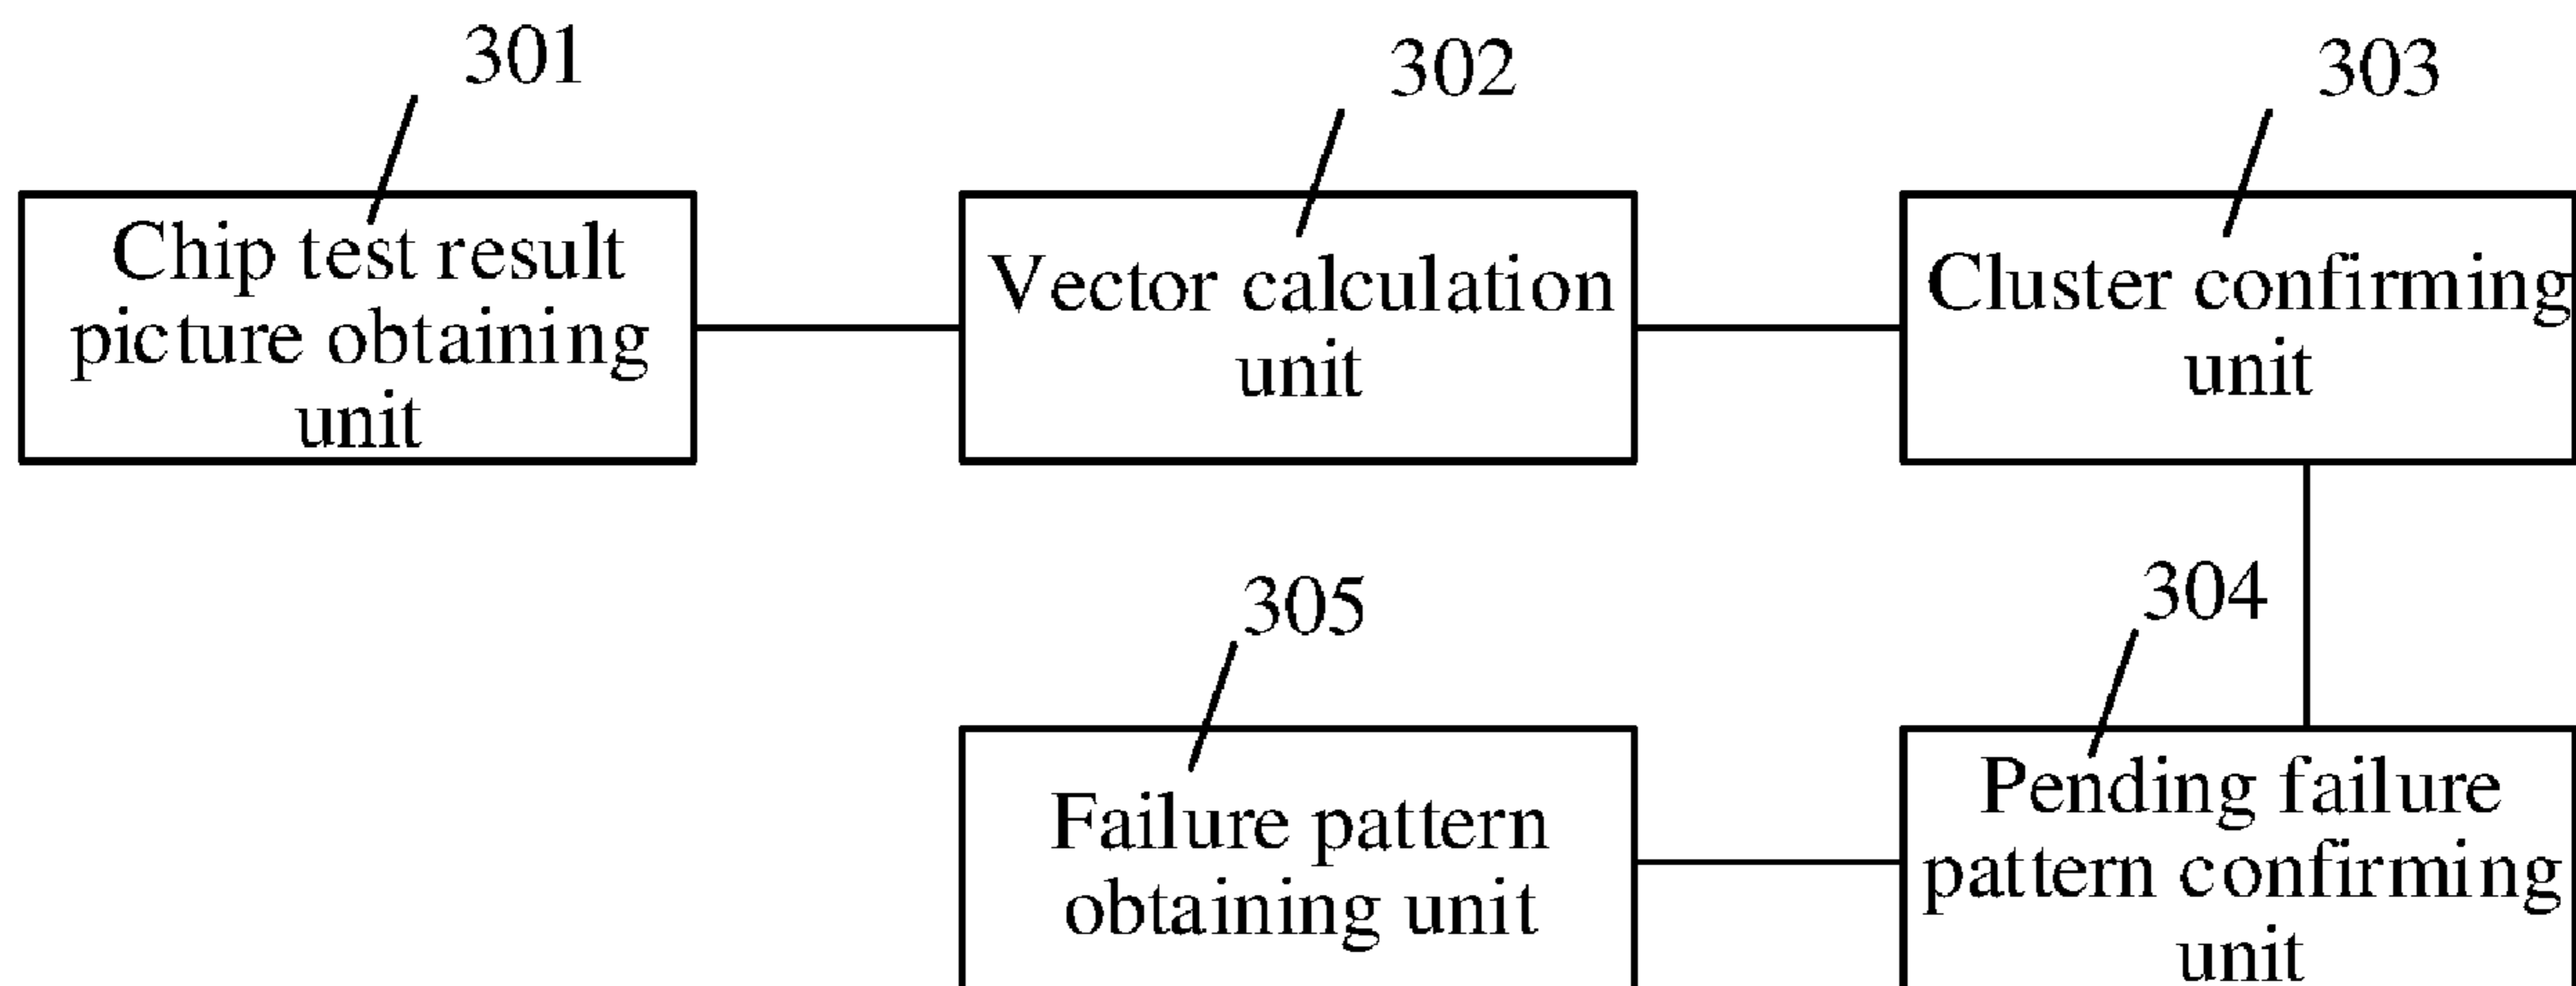 301
302
303
Chip test result
picture obtaining
unit
Vector calculation
unit
Cluster confirming
unit
305
304
Failure pattern
obtaining unit
Pending failure
pattern confirming
unit